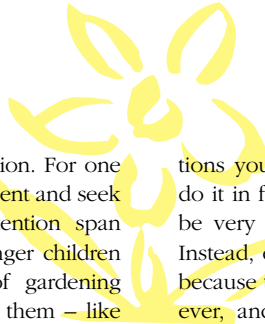 ion. For one
ent and seek
ention span
nger children
of gardening
them – like
tions you
do it in f
be very
Instead,
because
ever, and